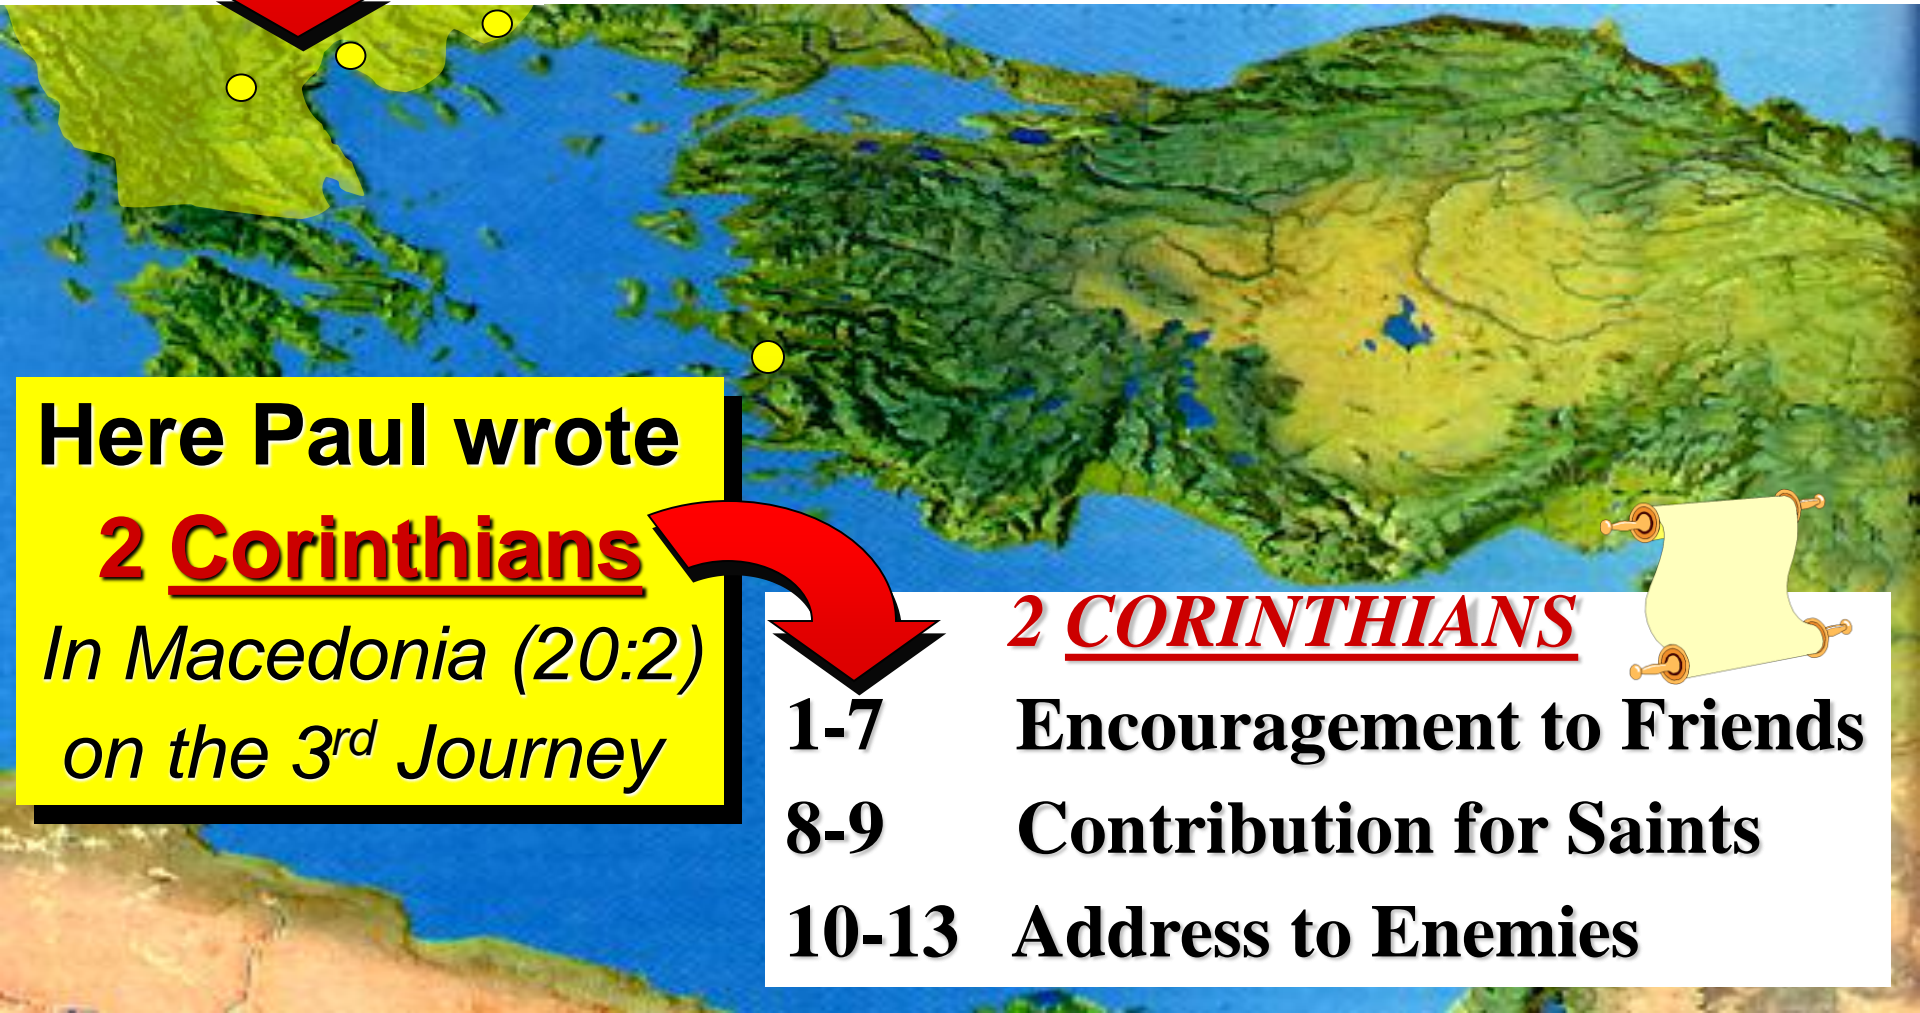 Here Paul wrote
2 Corinthians
In Macedonia (20:2)
on the 3rd Journey
2 CORINTHIANS
1-7 Encouragement to Friends
8-9 Contribution for Saints
10-13 Address to Enemies